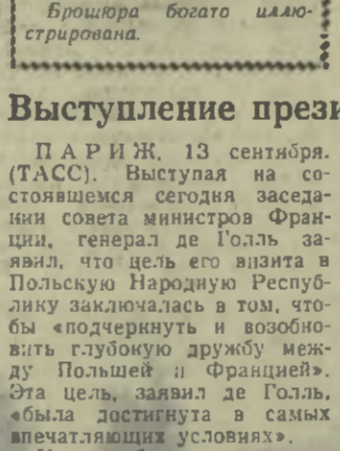 Брошюра богато иллю-
стрирована.
Выступление прези
ПАРИЖ, 13 сентября.
(ТАСС). Выступая на со-
стоявшемся сегодня заседа-
нии совета министров Фран-
ции, генерал де Голль за-
явил, что цель его визита в
Польскую Народную Респуб-
лику заключалась в том, что-
бы «подчеркнуть и возобно-
вить глубокую дружбу меж-
ду Польшей и Францией».
Эта цель, заявил де Голль,
«была достигнута в самых
впечатляющих условиях».